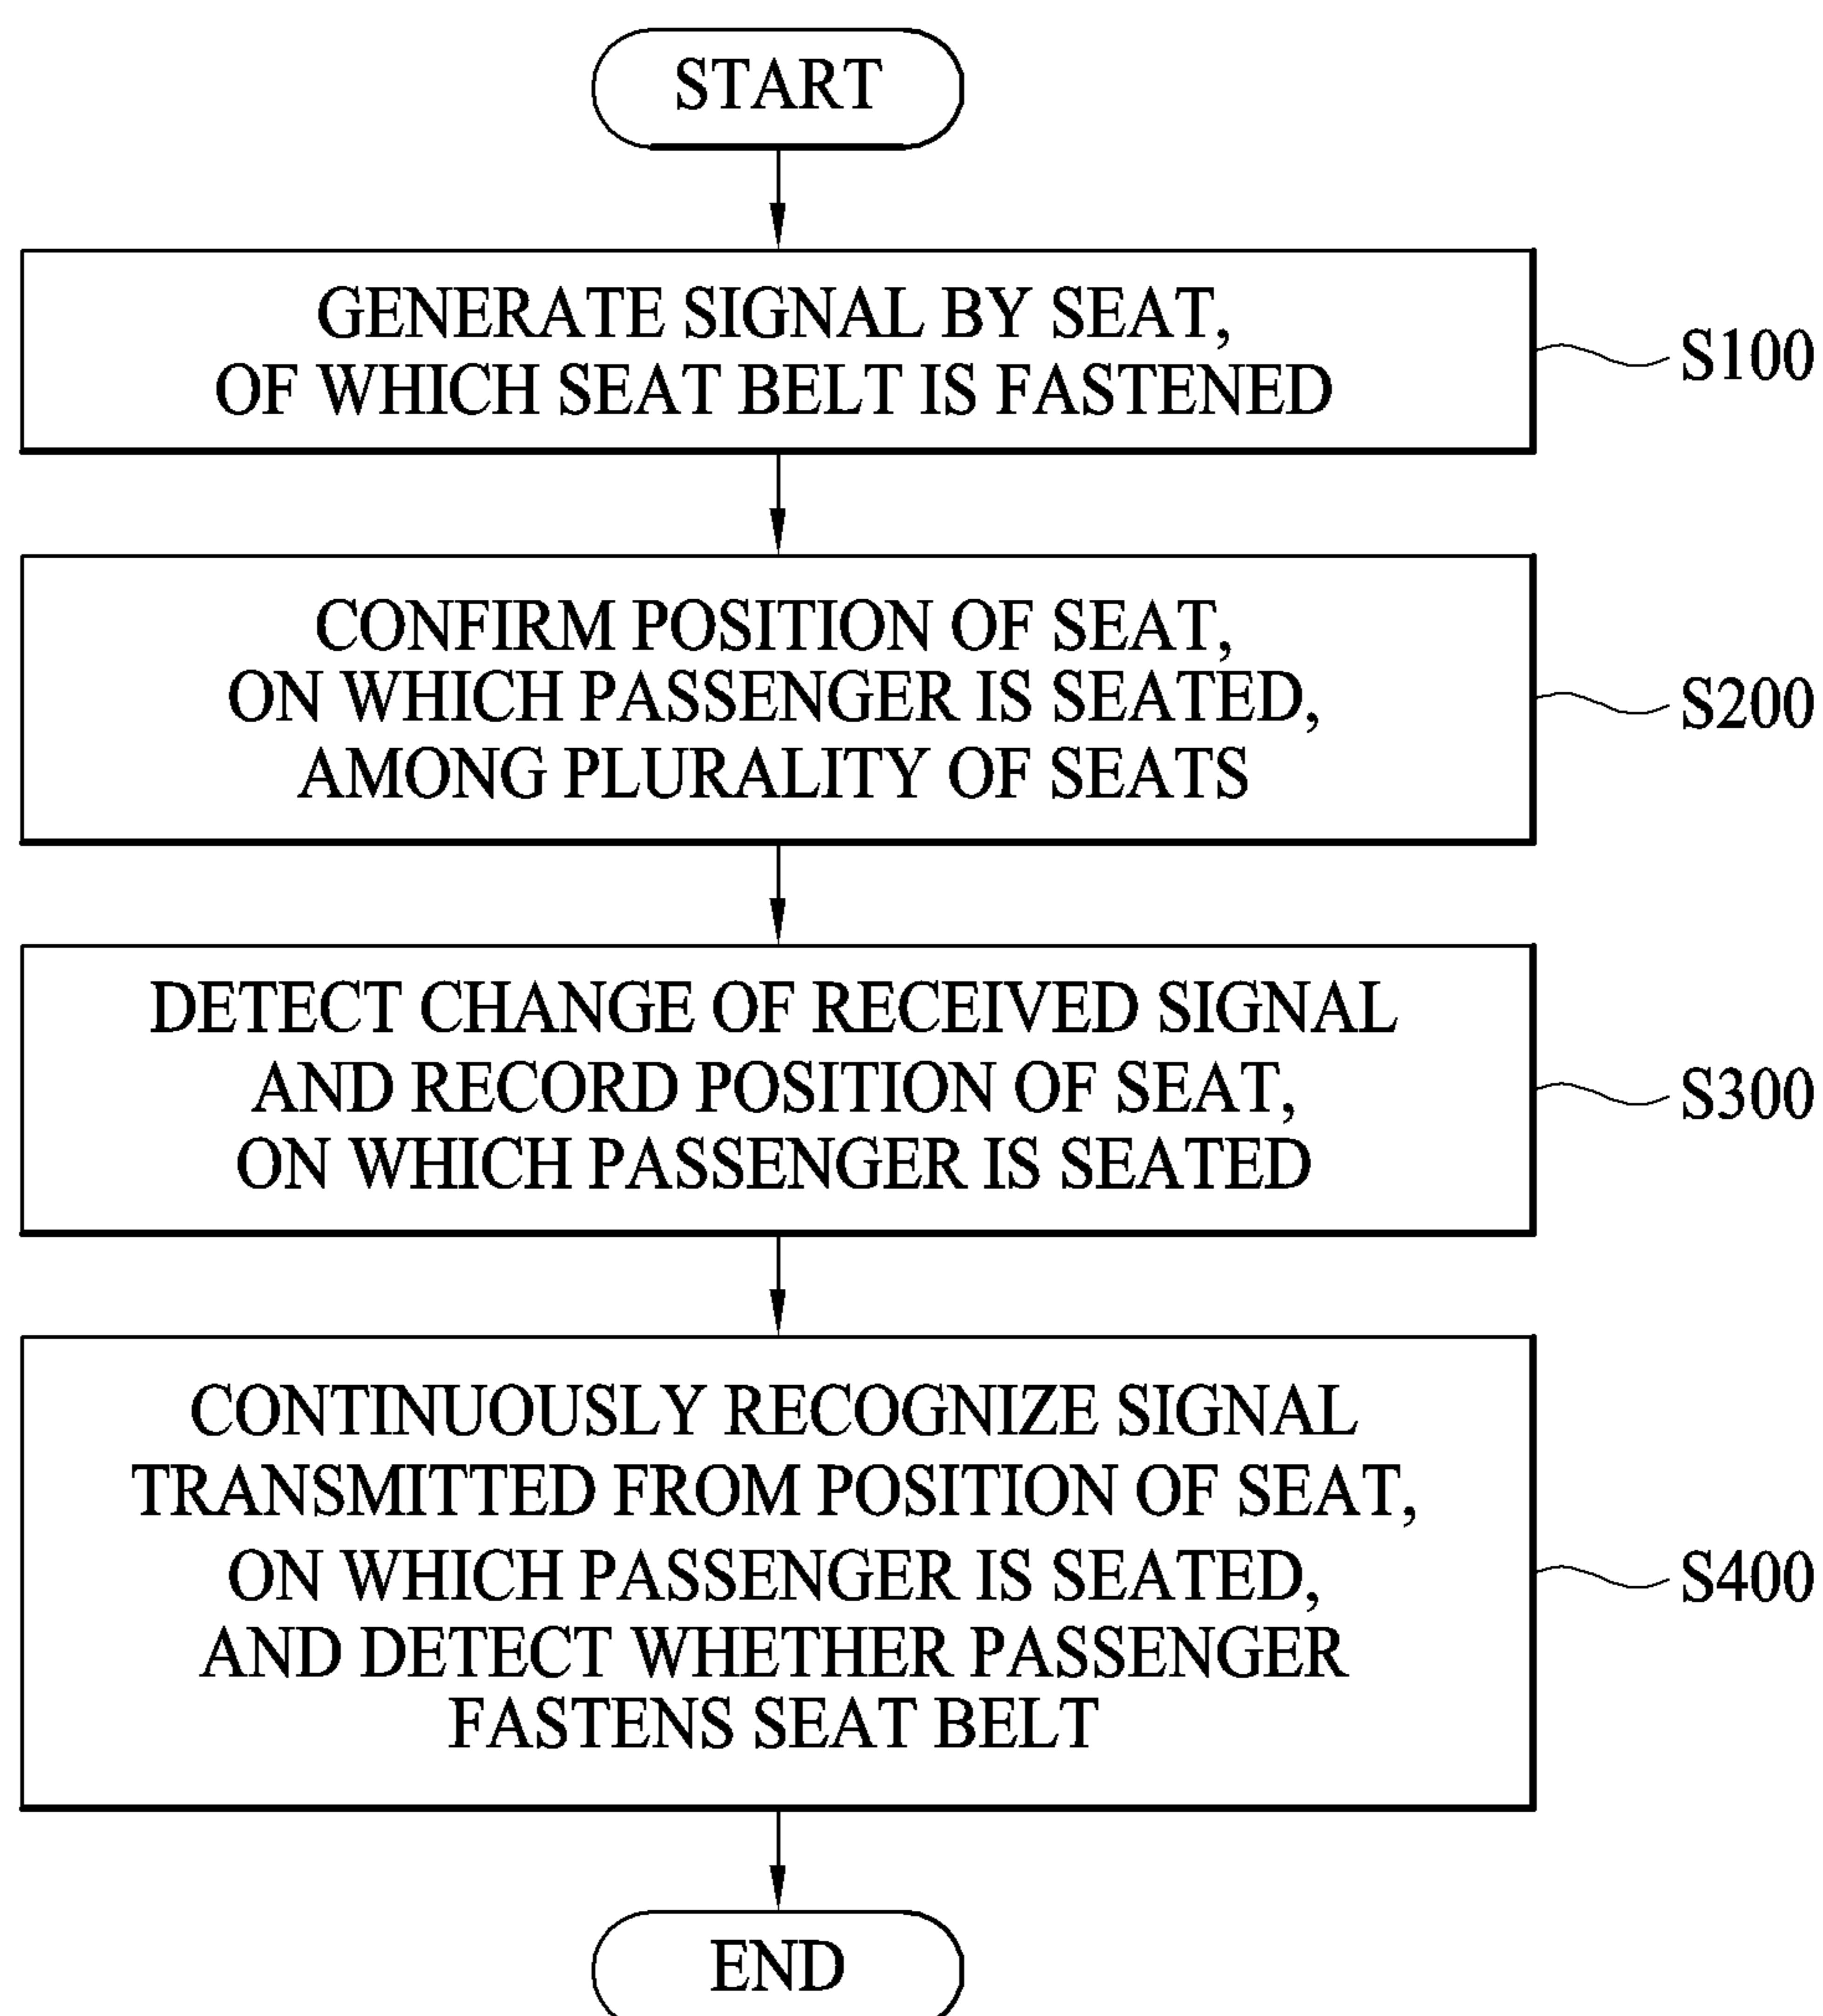 START
GENERATE SIGNAL BY SEAT,
OF WHICH SEAT BELT IS FASTENED
S100
CONFIRM POSITION OF SEAT,
ON WHICH PASSENGER IS SEATED,
AMONG PLURALITY OF SEATS
S200
DETECT CHANGE OF RECEIVED SIGNAL
AND RECORD POSITION OF SEAT,
ON WHICH PASSENGER IS SEATED
S300
CONTINUOUSLY RECOGNIZE SIGNAL
TRANSMITTED FROM POSITION OF SEAT,
ON WHICH PASSENGER IS SEATED,
AND DETECT WHETHER PASSENGER
FASTENS SEAT BELT
S400
END